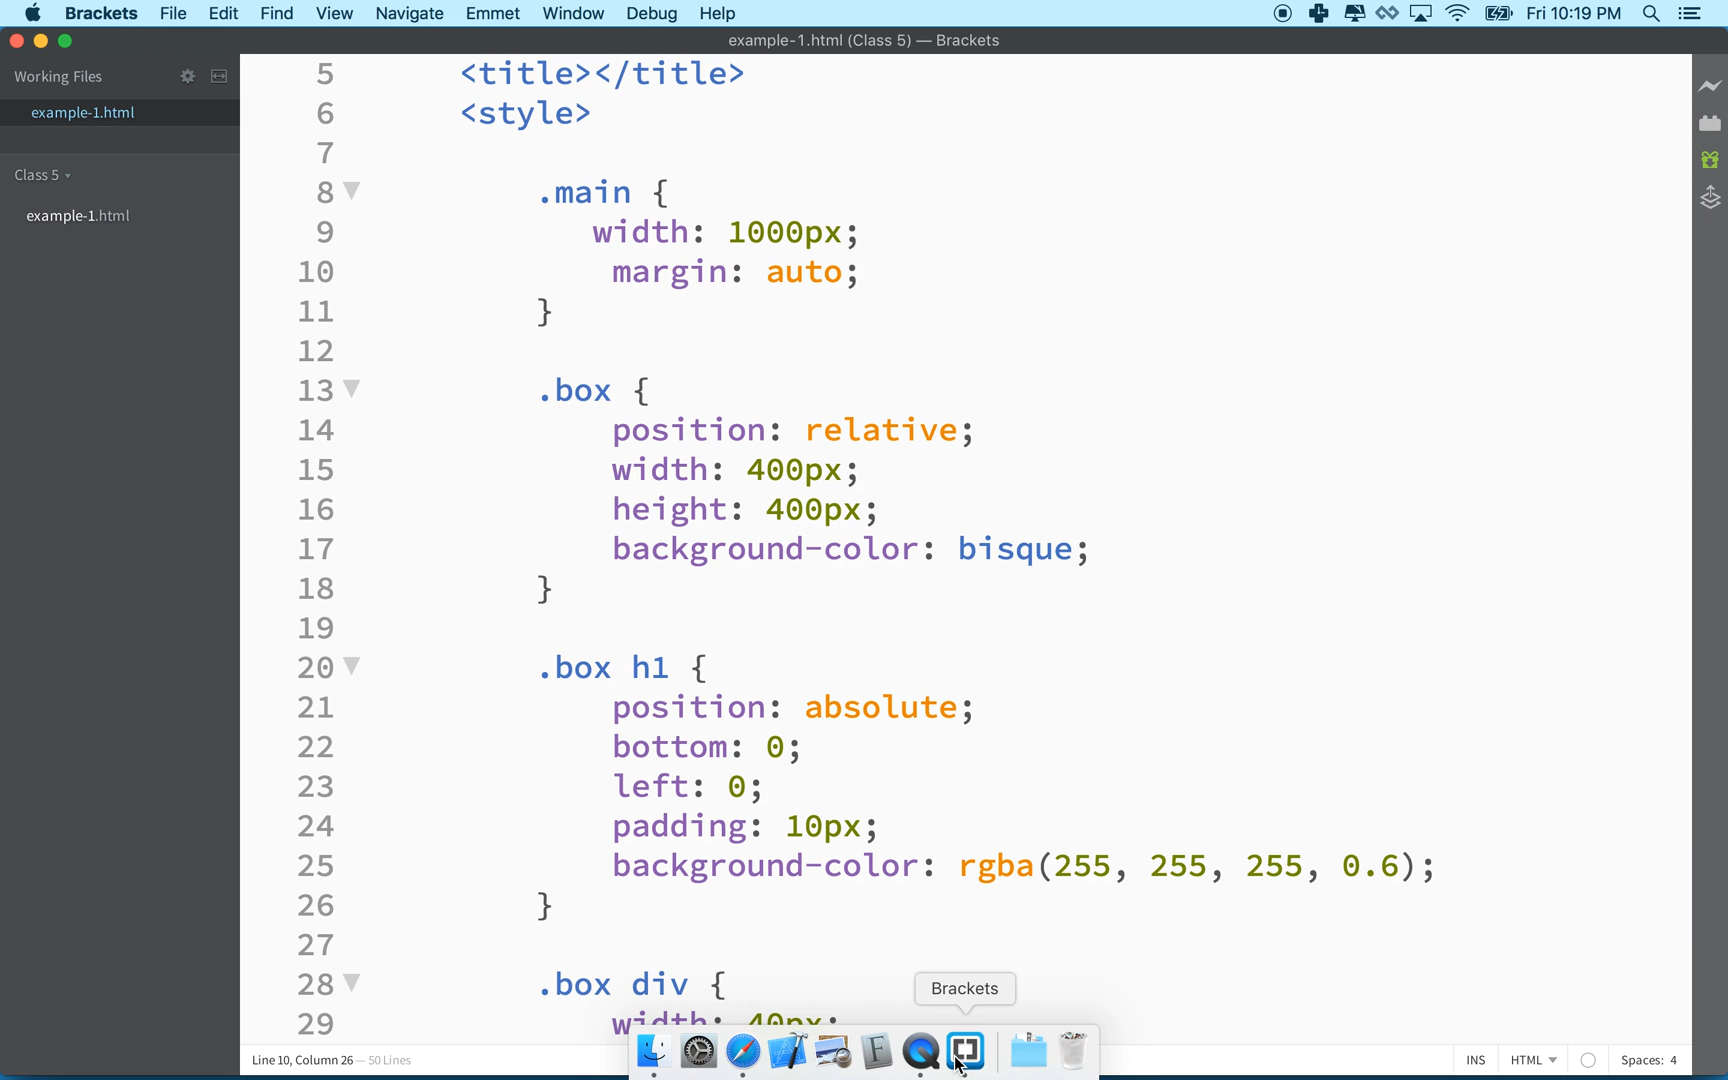 Brackets File Edit Find View Navigate Emmet Window Debug Help Fri 10:19 PM
example-1.html (Class 5) — Brackets
Working Files
example-1.html
Class 5
example-1.html
5 <title></title>
6 <style>
7
8 .main {
9 width: 1000px;
10 margin: auto;
11 }
12
13 .box {
14 position: relative;
15 width: 400px;
16 height: 400px;
17 background-color: bisque;
18 }
19
20 .box h1 {
21 position: absolute;
22 bottom: 0;
23 left: 0;
24 padding: 10px;
25 background-color: rgba(255, 255, 255, 0.6);
26 }
27
28 .box div {
29 width: 40px;
Brackets
Line 10, Column 26 — 50 Lines
INS HTML Spaces: 4